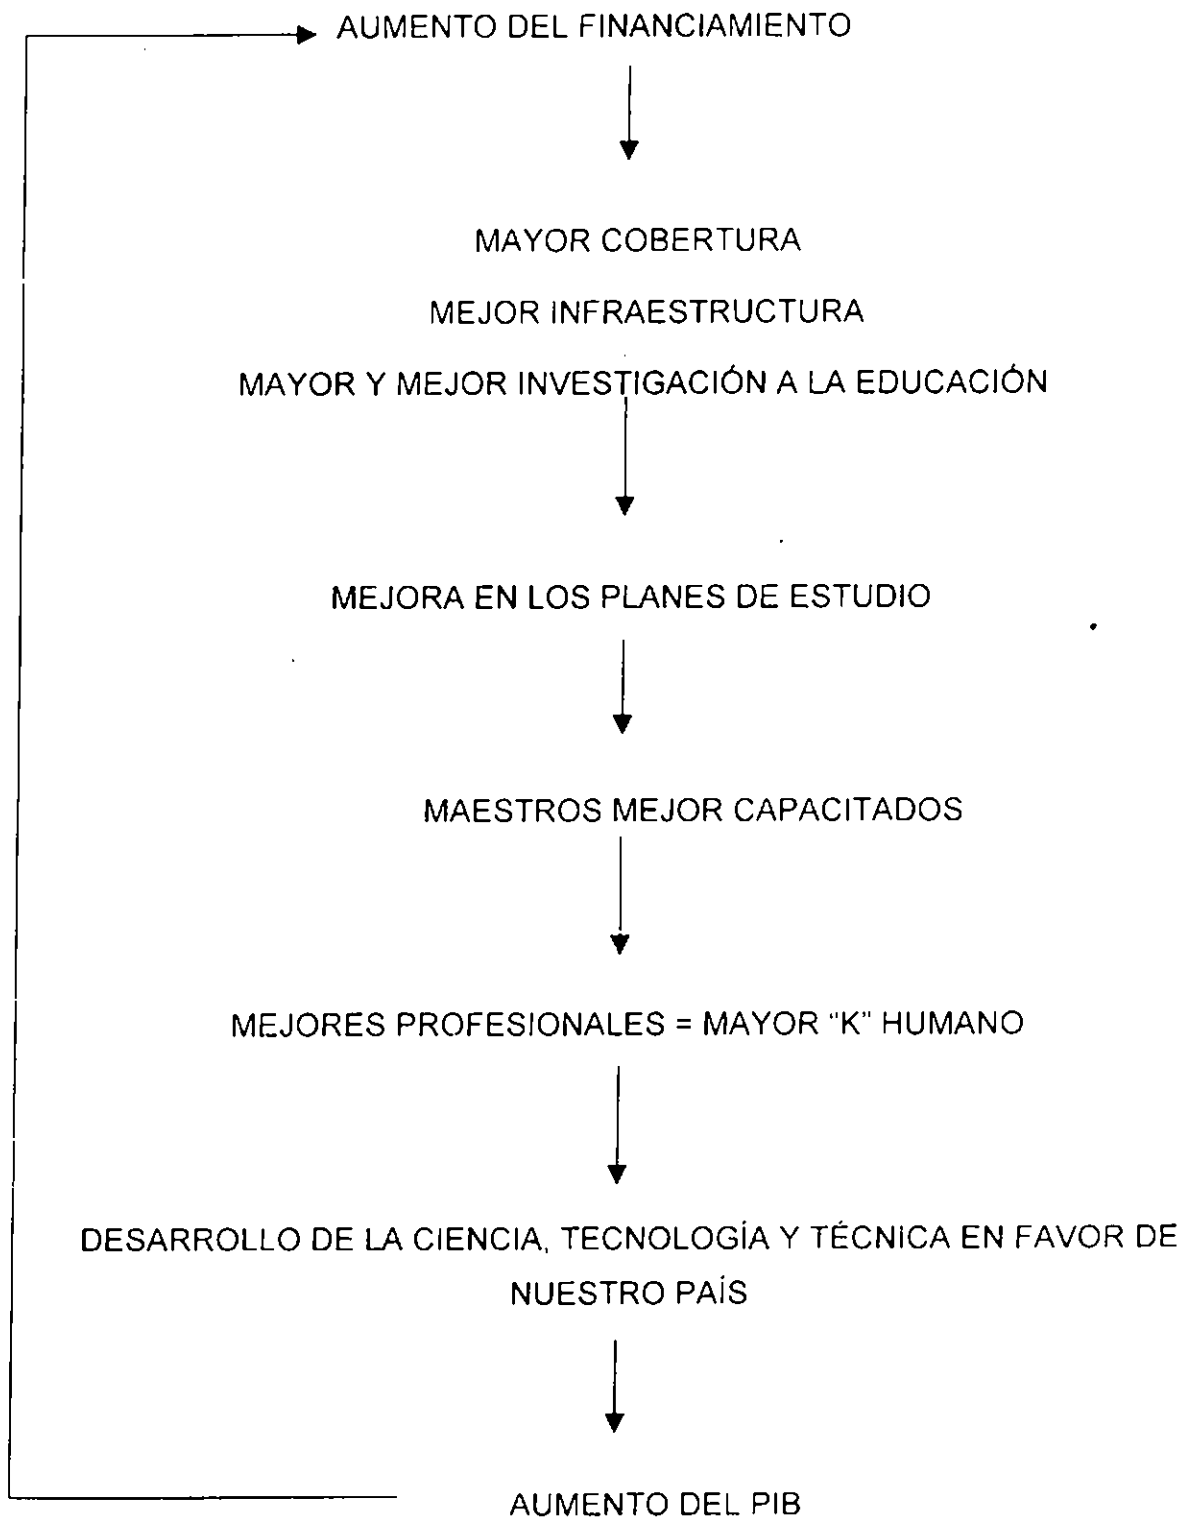 AUMENTO DEL FINANCIAMIENTO
MAYOR COBERTURA
MEJOR INFRAESTRUCTURA
MAYOR Y MEJOR INVESTIGACIÓN A LA EDUCACIÓN
MEJORA EN LOS PLANES DE ESTUDIO
MAESTROS MEJOR CAPACITADOS
MEJORES PROFESIONALES = MAYOR "K" HUMANO
DESARROLLO DE LA CIENCIA, TECNOLOGÍA Y TÉCNICA EN FAVOR DE
NUESTRO PAÍS
AUMENTO DEL PIB